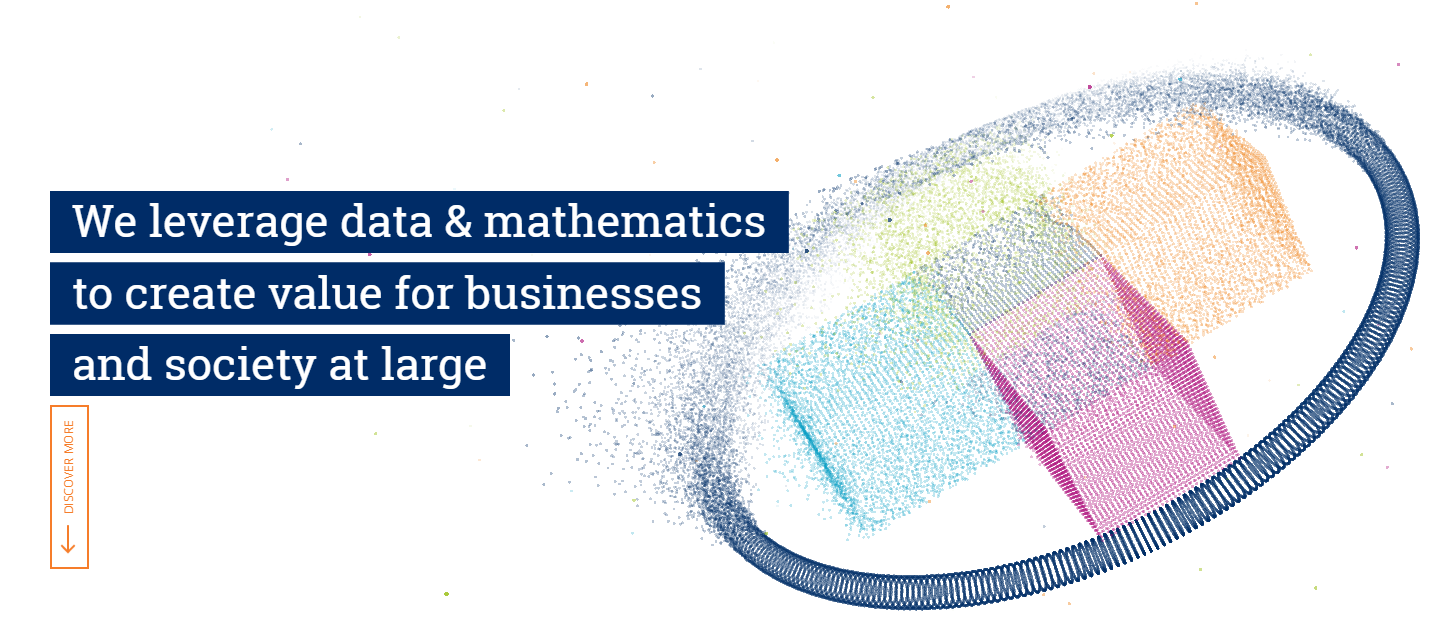 We leverage data & mathematics
to create value for businesses
and society at large
DISCOVER MORE